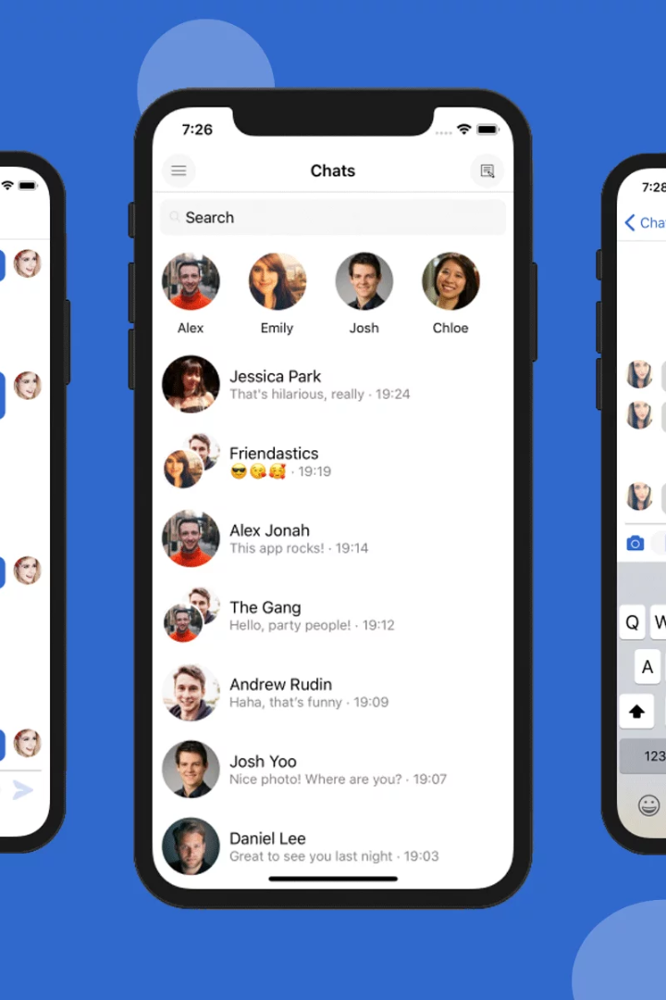 7:26
Chats
Search
Alex
Emily
Josh
Chloe
Jessica Park
That's hilarious, really · 19:24
Friendastics
😎😘🥰 · 19:19
Alex Jonah
This app rocks! · 19:14
The Gang
Hello, party people! · 19:12
Andrew Rudin
Haha, that's funny · 19:09
Josh Yoo
Nice photo! Where are you? · 19:07
Daniel Lee
Great to see you last night · 19:03
7:28
Cha
Q W
A
123